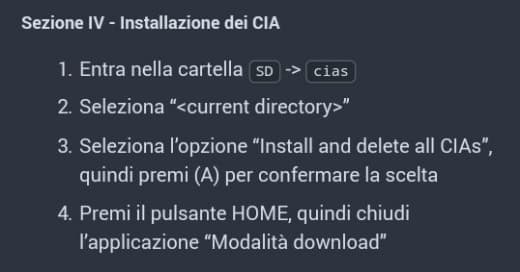 Sezione IV - Installazione dei CIA
1. Entra nella cartella SD -> cias
2. Seleziona “<current directory>”
3. Seleziona l’opzione “Install and delete all CIAs”,
quindi premi (A) per confermare la scelta
4. Premi il pulsante HOME, quindi chiudi
l’applicazione “Modalità download”